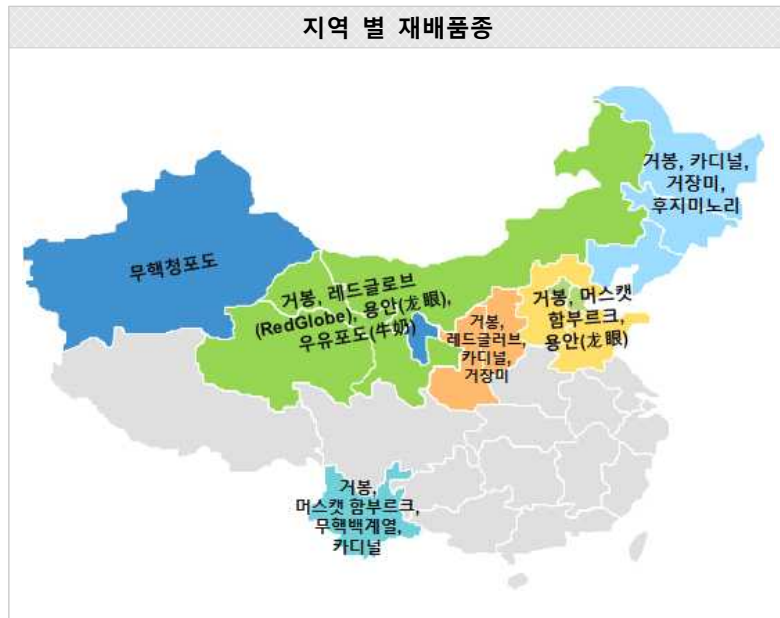 지역 별 재배품종
거봉, 카디널,
거장미,
후지미노리
무핵청포도
거봉, 레드글로브
(RedGlobe), 용안(龙眼),
우유포도(牛奶)
거봉,
레드글러브,
카디널,
거장미
거봉, 머스캣
함부르크,
용안(龙眼)
거봉,
머스캣 함부르크,
무핵백계열,
카디널